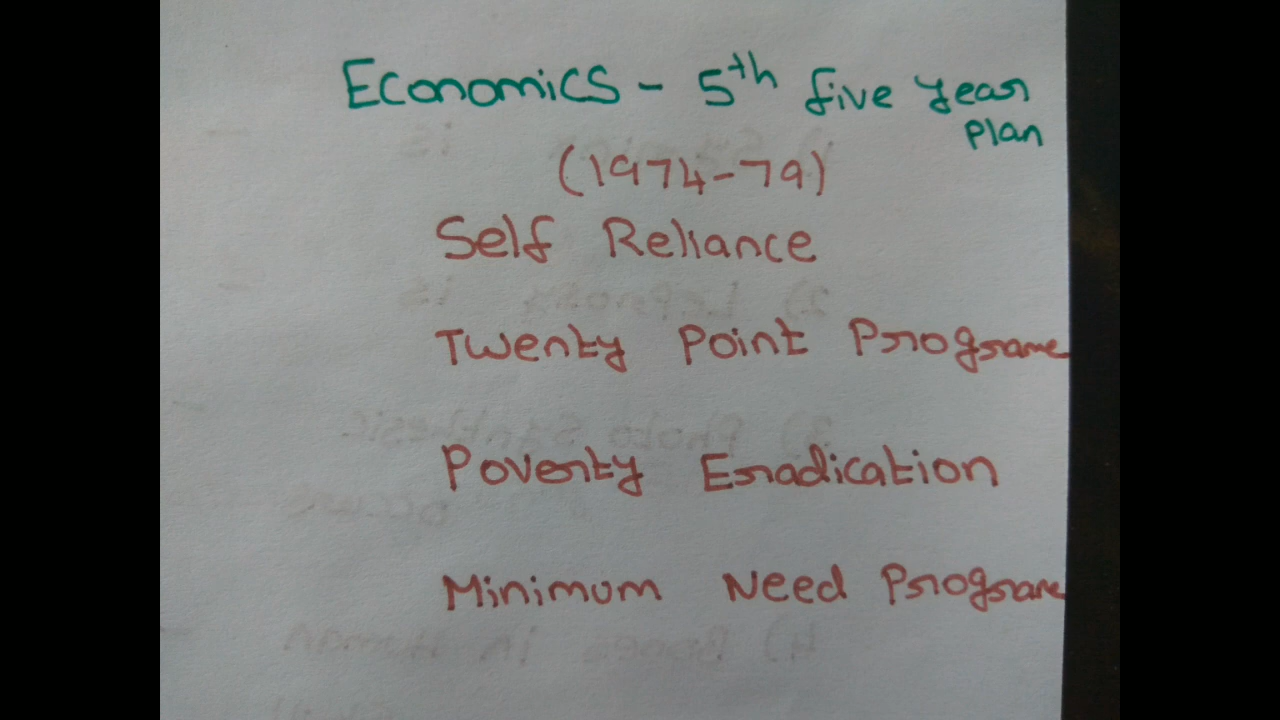 Economics - 5th five year
plan
(1974-79)
Self Reliance
Twenty Point Programe
Poverty Eradication
Minimum Need Programe